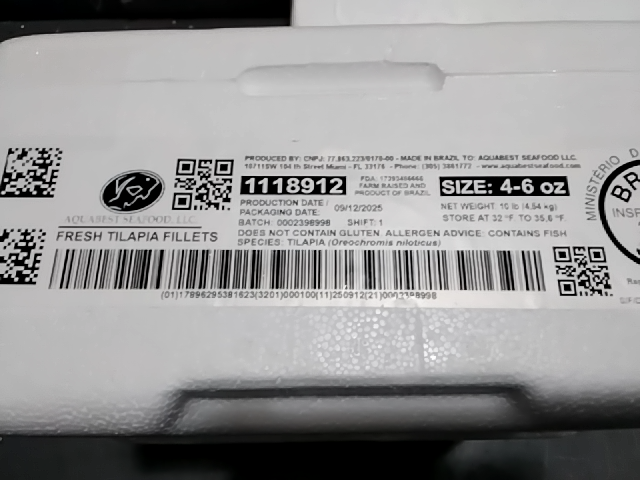 PRODUCED BY: CNPJ: 77.863.223/0178-00 - MADE IN BRAZIL TO: AQUABEST SEAFOOD LLC.
10711SW 104 th Street Miami - FL 33176 - Phone: (305) 3861772 - www.aquabestseafood.com
1118912
FDA: 17293466666
FARM RAISED AND
PRODUCT OF BRAZIL
SIZE: 4-6 oz
PRODUCTION DATE /
PACKAGING DATE: 09/12/2025
NET WEIGHT: 10 lb (4,54 kg)
BATCH: 0002398998 SHIFT: 1
STORE AT 32 °F. TO 35,6 °F.
AQUABEST SEAFOOD, LLC.
DOES NOT CONTAIN GLUTEN. ALLERGEN ADVICE: CONTAINS FISH
FRESH TILAPIA FILLETS
SPECIES: TILAPIA (Oreochromis niloticus)
(01)17896295381623(3201)000100(11)250912(21)0002398998
MINISTÉRIO D
BR
INSP